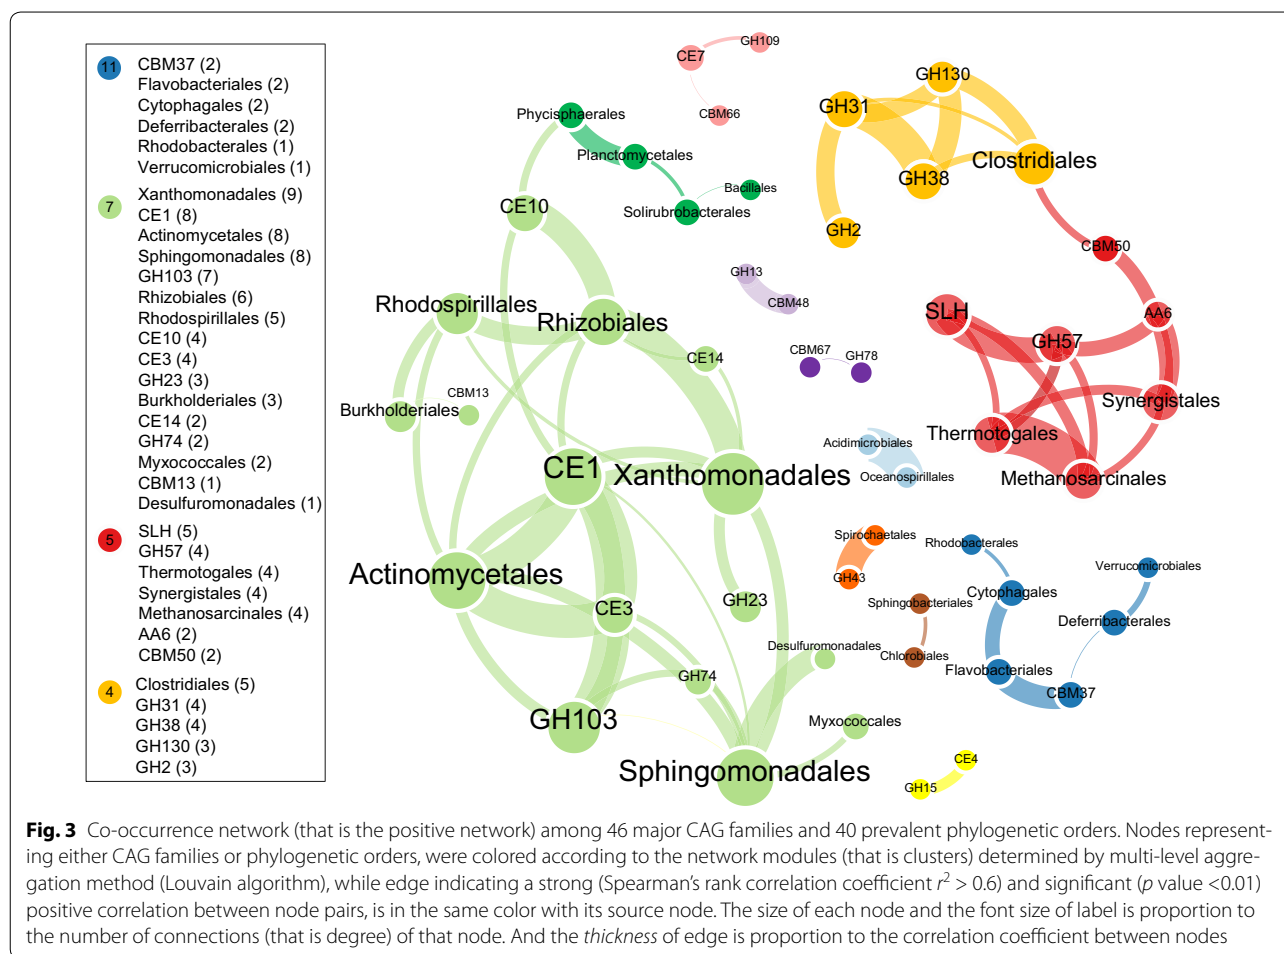 11
CBM37 (2)
Flavobacteriales (2)
Cytophagales (2)
Deferribacterales (2)
Rhodobacterales (1)
Verrucomicrobiales (1)
7
Xanthomonadales (9)
CE1 (8)
Actinomycetales (8)
Sphingomonadales (8)
GH103 (7)
Rhizobiales (6)
Rhodospirillales (5)
CE10 (4)
CE3 (4)
GH23 (3)
Burkholderiales (3)
CE14 (2)
GH74 (2)
Myxococcales (2)
CBM13 (1)
Desulfuromonadales (1)
5
SLH (5)
GH57 (4)
Thermotogales (4)
Synergistales (4)
Methanosarcinales (4)
AA6 (2)
CBM50 (2)
4
Clostridiales (5)
GH31 (4)
GH38 (4)
GH130 (3)
GH2 (3)
GH109
CE7
CBM66
Phycisphaerales
Planctomycetales
Bacillales
Solirubrobacterales
CE10
Rhodospirillales
Rhizobiales
CE14
CBM13
Burkholderiales
CE1
Xanthomonadales
Actinomycetales
CE3
GH23
Desulfuromonadales
GH74
GH103
Myxococcales
Sphingomonadales
GH13
CBM48
CBM67
GH78
Acidimicrobiales
Oceanospirillales
Spirochaetales
GH43
Sphingobacteriales
Chlorobiales
GH130
GH31
Clostridiales
GH38
GH2
CBM50
SLH
AA6
GH57
Synergistales
Thermotogales
Methanosarcinales
Rhodobacterales
Verrucomicrobiales
Cytophagales
Deferribacterales
Flavobacteriales
CBM37
CE4
GH15
Fig. 3 Co-occurrence network (that is the positive network) among 46 major CAG families and 40 prevalent phylogenetic orders. Nodes represent-
ing either CAG families or phylogenetic orders, were colored according to the network modules (that is clusters) determined by multi-level aggre-
gation method (Louvain algorithm), while edge indicating a strong (Spearman's rank correlation coefficient r² > 0.6) and significant (p value <0.01)
positive correlation between node pairs, is in the same color with its source node. The size of each node and the font size of label is proportion to
the number of connections (that is degree) of that node. And the thickness of edge is proportion to the correlation coefficient between nodes